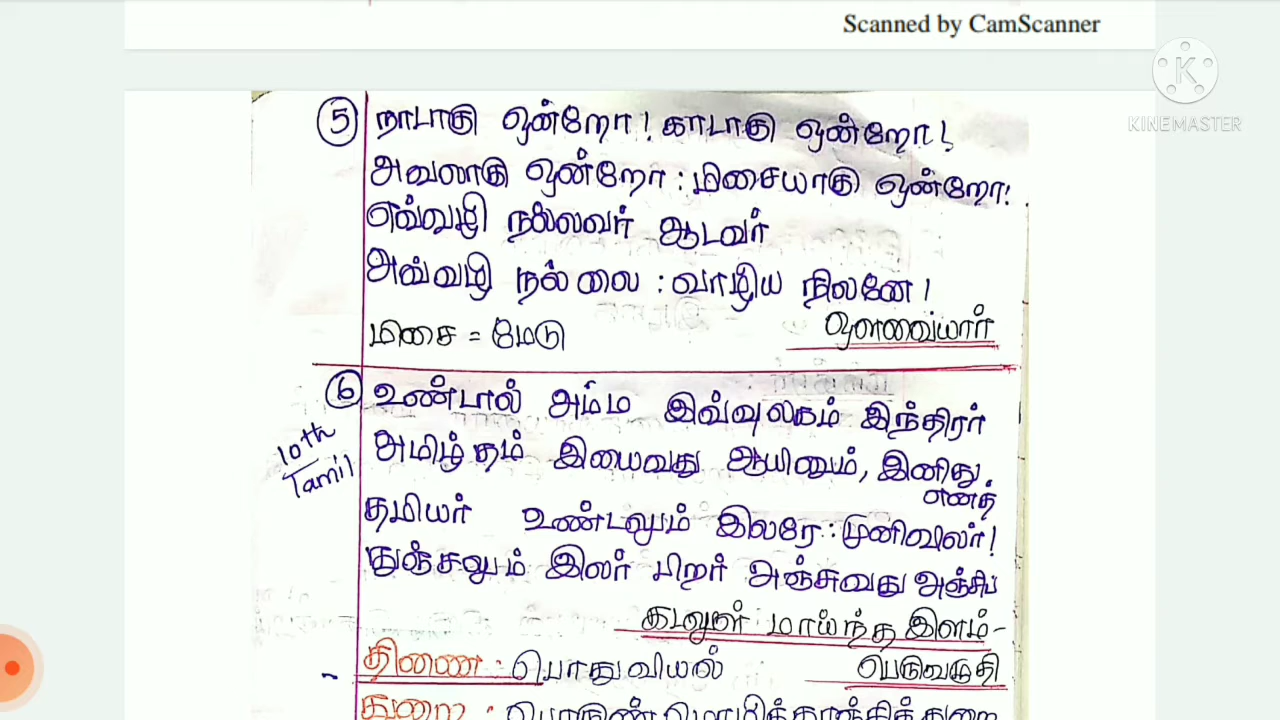 Scanned by CamScanner
K
KINEMASTER
5 நாடாகு ஒன்றோ! காடாகு ஒன்றோ!
அவலாகு ஒன்றோ : மிசையாகு ஒன்றோ!
எவ்வழி நல்லவர் ஆடவர்
அவ்வழி நல்லை : வாழிய நிலனே!
மிசை = மேடு ஔவையார்
6 உண்டால் அம்ம இவ்வுலகம் இந்திரர்
10th Tamil
அமிழ்தம் இயைவது ஆயினும், இனிது எனத்
தமியர் உண்டலும் இலரே : முனிவிலர்!
துஞ்சலும் இலர் பிறர் அஞ்சுவது அஞ்சிப்
கடலுள் மாய்ந்த இளம்-
திணை : பொதுவியல் பெருவழுதி
துறை : பொருண்மொழிக்காஞ்சித்துறை